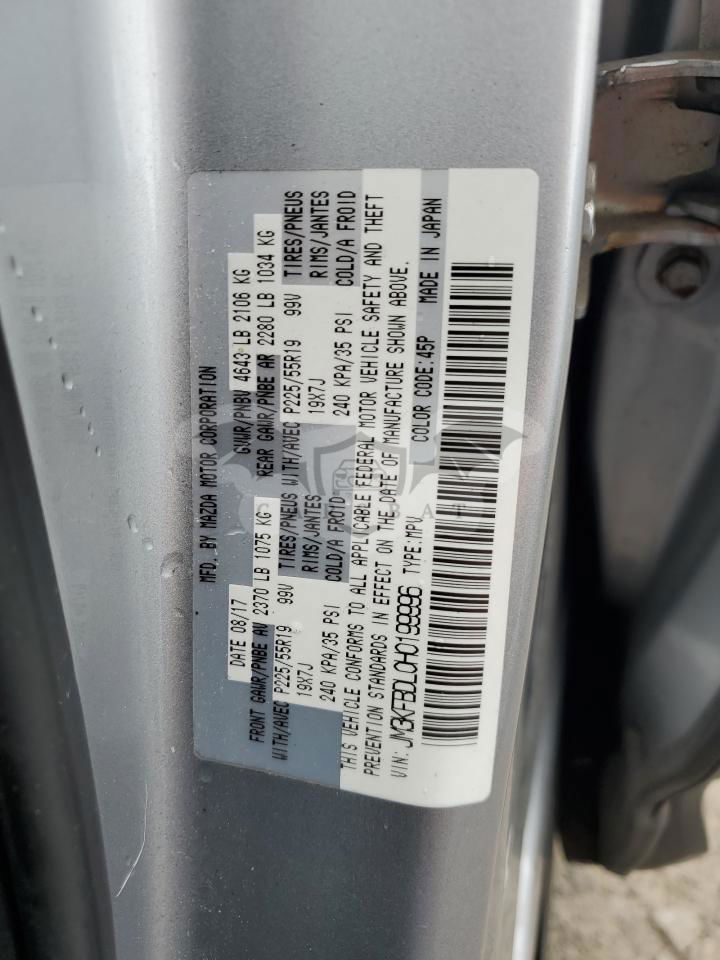 MFD. BY MAZDA MOTOR CORPORATION
DATE 08/17 GVWR/PNBV 4643 LB 2106 KG
FRONT GAWR/PNBE AV 2370 LB 1075 KG REAR GAWR/PNBE AR 2280 LB 1034 KG
WITH/AVEC P225/55R19 99V TIRES/PNEUS WITH/AVEC P225/55R19 99V TIRES/PNEUS
19X7J RIMS/JANTES 19X7J RIMS/JANTES
240 KPA/35 PSI COLD/A FROID 240 KPA/35 PSI COLD/A FROID
THIS VEHICLE CONFORMS TO ALL APPLICABLE FEDERAL MOTOR VEHICLE SAFETY AND THEFT
PREVENTION STANDARDS IN EFFECT ON THE DATE OF MANUFACTURE SHOWN ABOVE.
VIN: JM3KFBDL0H0199996 TYPE:MPV COLOR CODE:45P MADE IN JAPAN